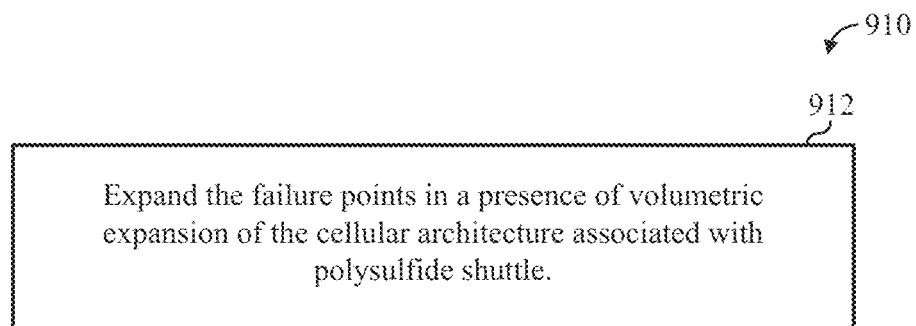 910
912
Expand the failure points in a presence of volumetric
expansion of the cellular architecture associated with
polysulfide shuttle.